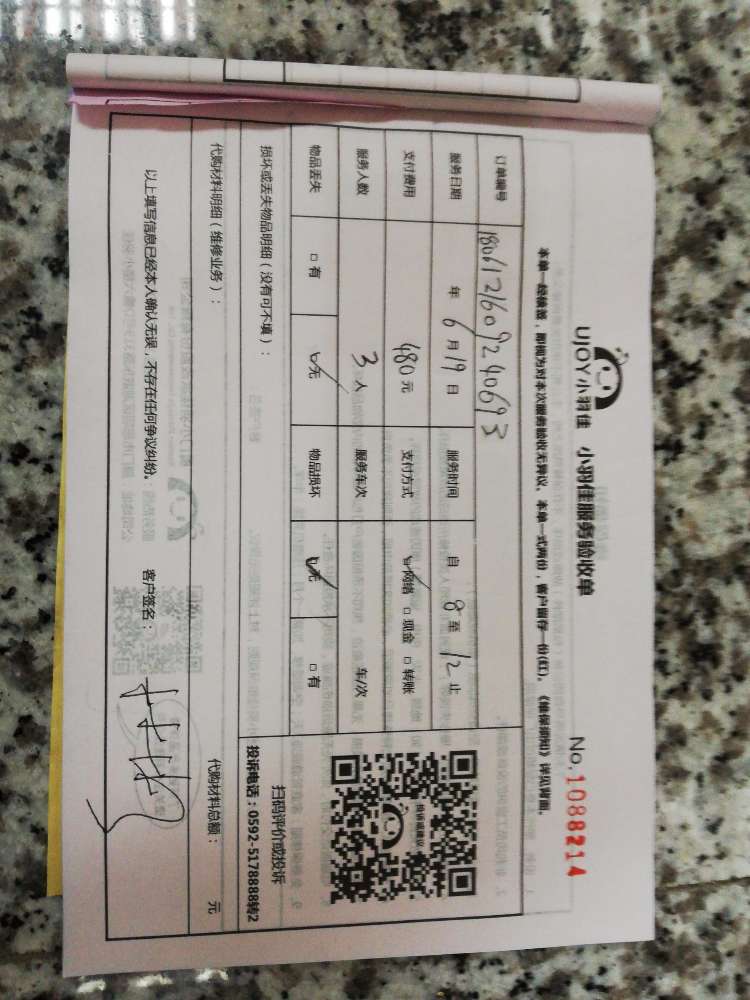 UJOY小羽佳 小羽佳服务验收单
No.1088214
本单一经签署，即视为对本次服务验收无异议。本单一式两份，客户留存一份(红)。《维保须知》详见背面。
订单编号 1806121609240693
服务日期 年 6 月 19 日 服务时间 自 8 至 12 止
支付费用 480 元 支付方式 ☑网络 □现金 □转账
服务人数 3 人 服务车次 车/次
物品丢失 □有 ☑无 物品损坏 ☑无 □有
投诉或建议
扫码评价或投诉
投诉电话：0592-5178888转2
损坏或丢失物品明细（没有可不填）：
代购材料明细（维修业务）： 代购材料总额： 元
以上填写信息已经本人确认无误，不存在任何争议纠纷。 客户签名：